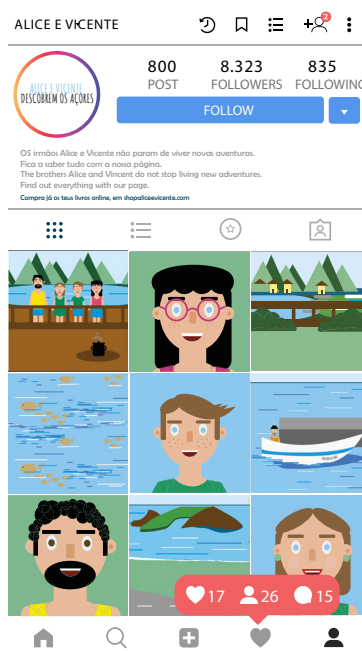 ALICE E VICENTE
2
800
8.323
835
POST
FOLLOWERS
FOLLOWING
ALICE E VICENTE
DESCOBREM OS AÇORES
FOLLOW
OS irmãos Alice e Vicente não param de viver novas aventuras.
Fica a saber tudo com a nossa página.
The brothers Alice and Vincent do not stop living new adventures.
Find out everything with our page.
Compra já os teus livros online, em shopaliceevicente.com
17
26
15